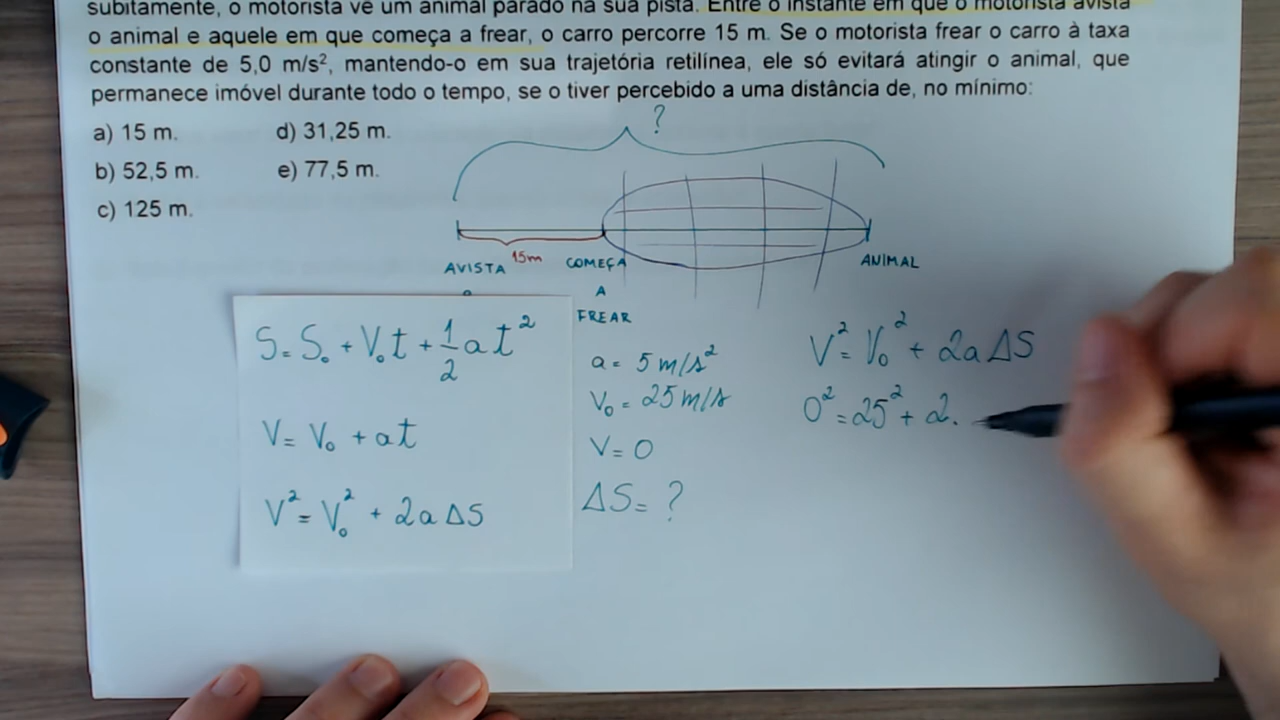 subitamente, o motorista vê um animal parado na sua pista. Entre o instante em que o motorista avista
o animal e aquele em que começa a frear, o carro percorre 15 m. Se o motorista frear o carro à taxa
constante de 5,0 m/s², mantendo-o em sua trajetória retilínea, ele só evitará atingir o animal, que
permanece imóvel durante todo o tempo, se o tiver percebido a uma distância de, no mínimo:
a) 15 m. d) 31,25 m.
b) 52,5 m. e) 77,5 m.
c) 125 m.
?
15m
AVISTA COMEÇA A FREAR ANIMAL
S = S₀ + V₀t + 1/2 at²
V = V₀ + at
V² = V₀² + 2aΔS
a = 5 m/s²
V₀ = 25 m/s
V = 0
ΔS = ?
V² = V₀² + 2aΔS
0² = 25² + 2.